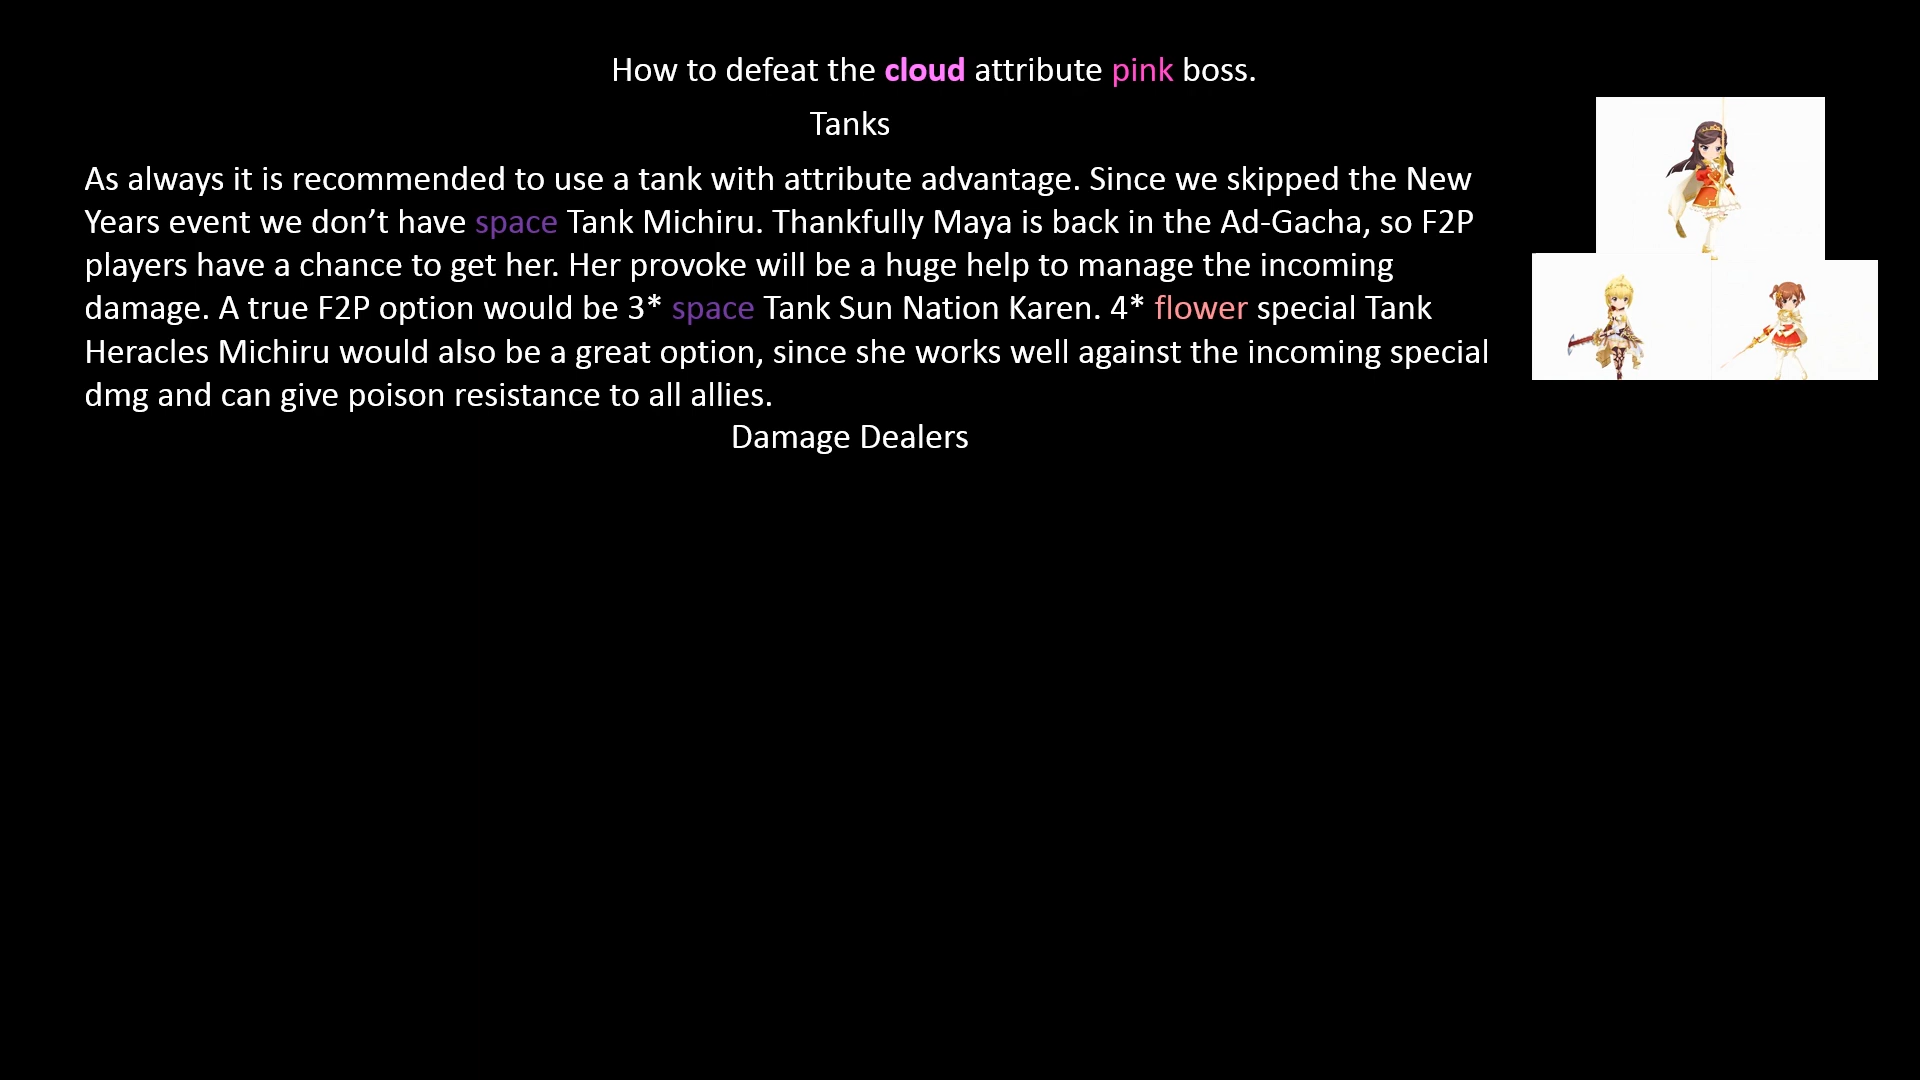 How to defeat the cloud attribute pink boss.
Tanks
As always it is recommended to use a tank with attribute advantage. Since we skipped the New
Years event we don’t have space Tank Michiru. Thankfully Maya is back in the Ad-Gacha, so F2P
players have a chance to get her. Her provoke will be a huge help to manage the incoming
damage. A true F2P option would be 3* space Tank Sun Nation Karen. 4* flower special Tank
Heracles Michiru would also be a great option, since she works well against the incoming special
dmg and can give poison resistance to all allies.
Damage Dealers